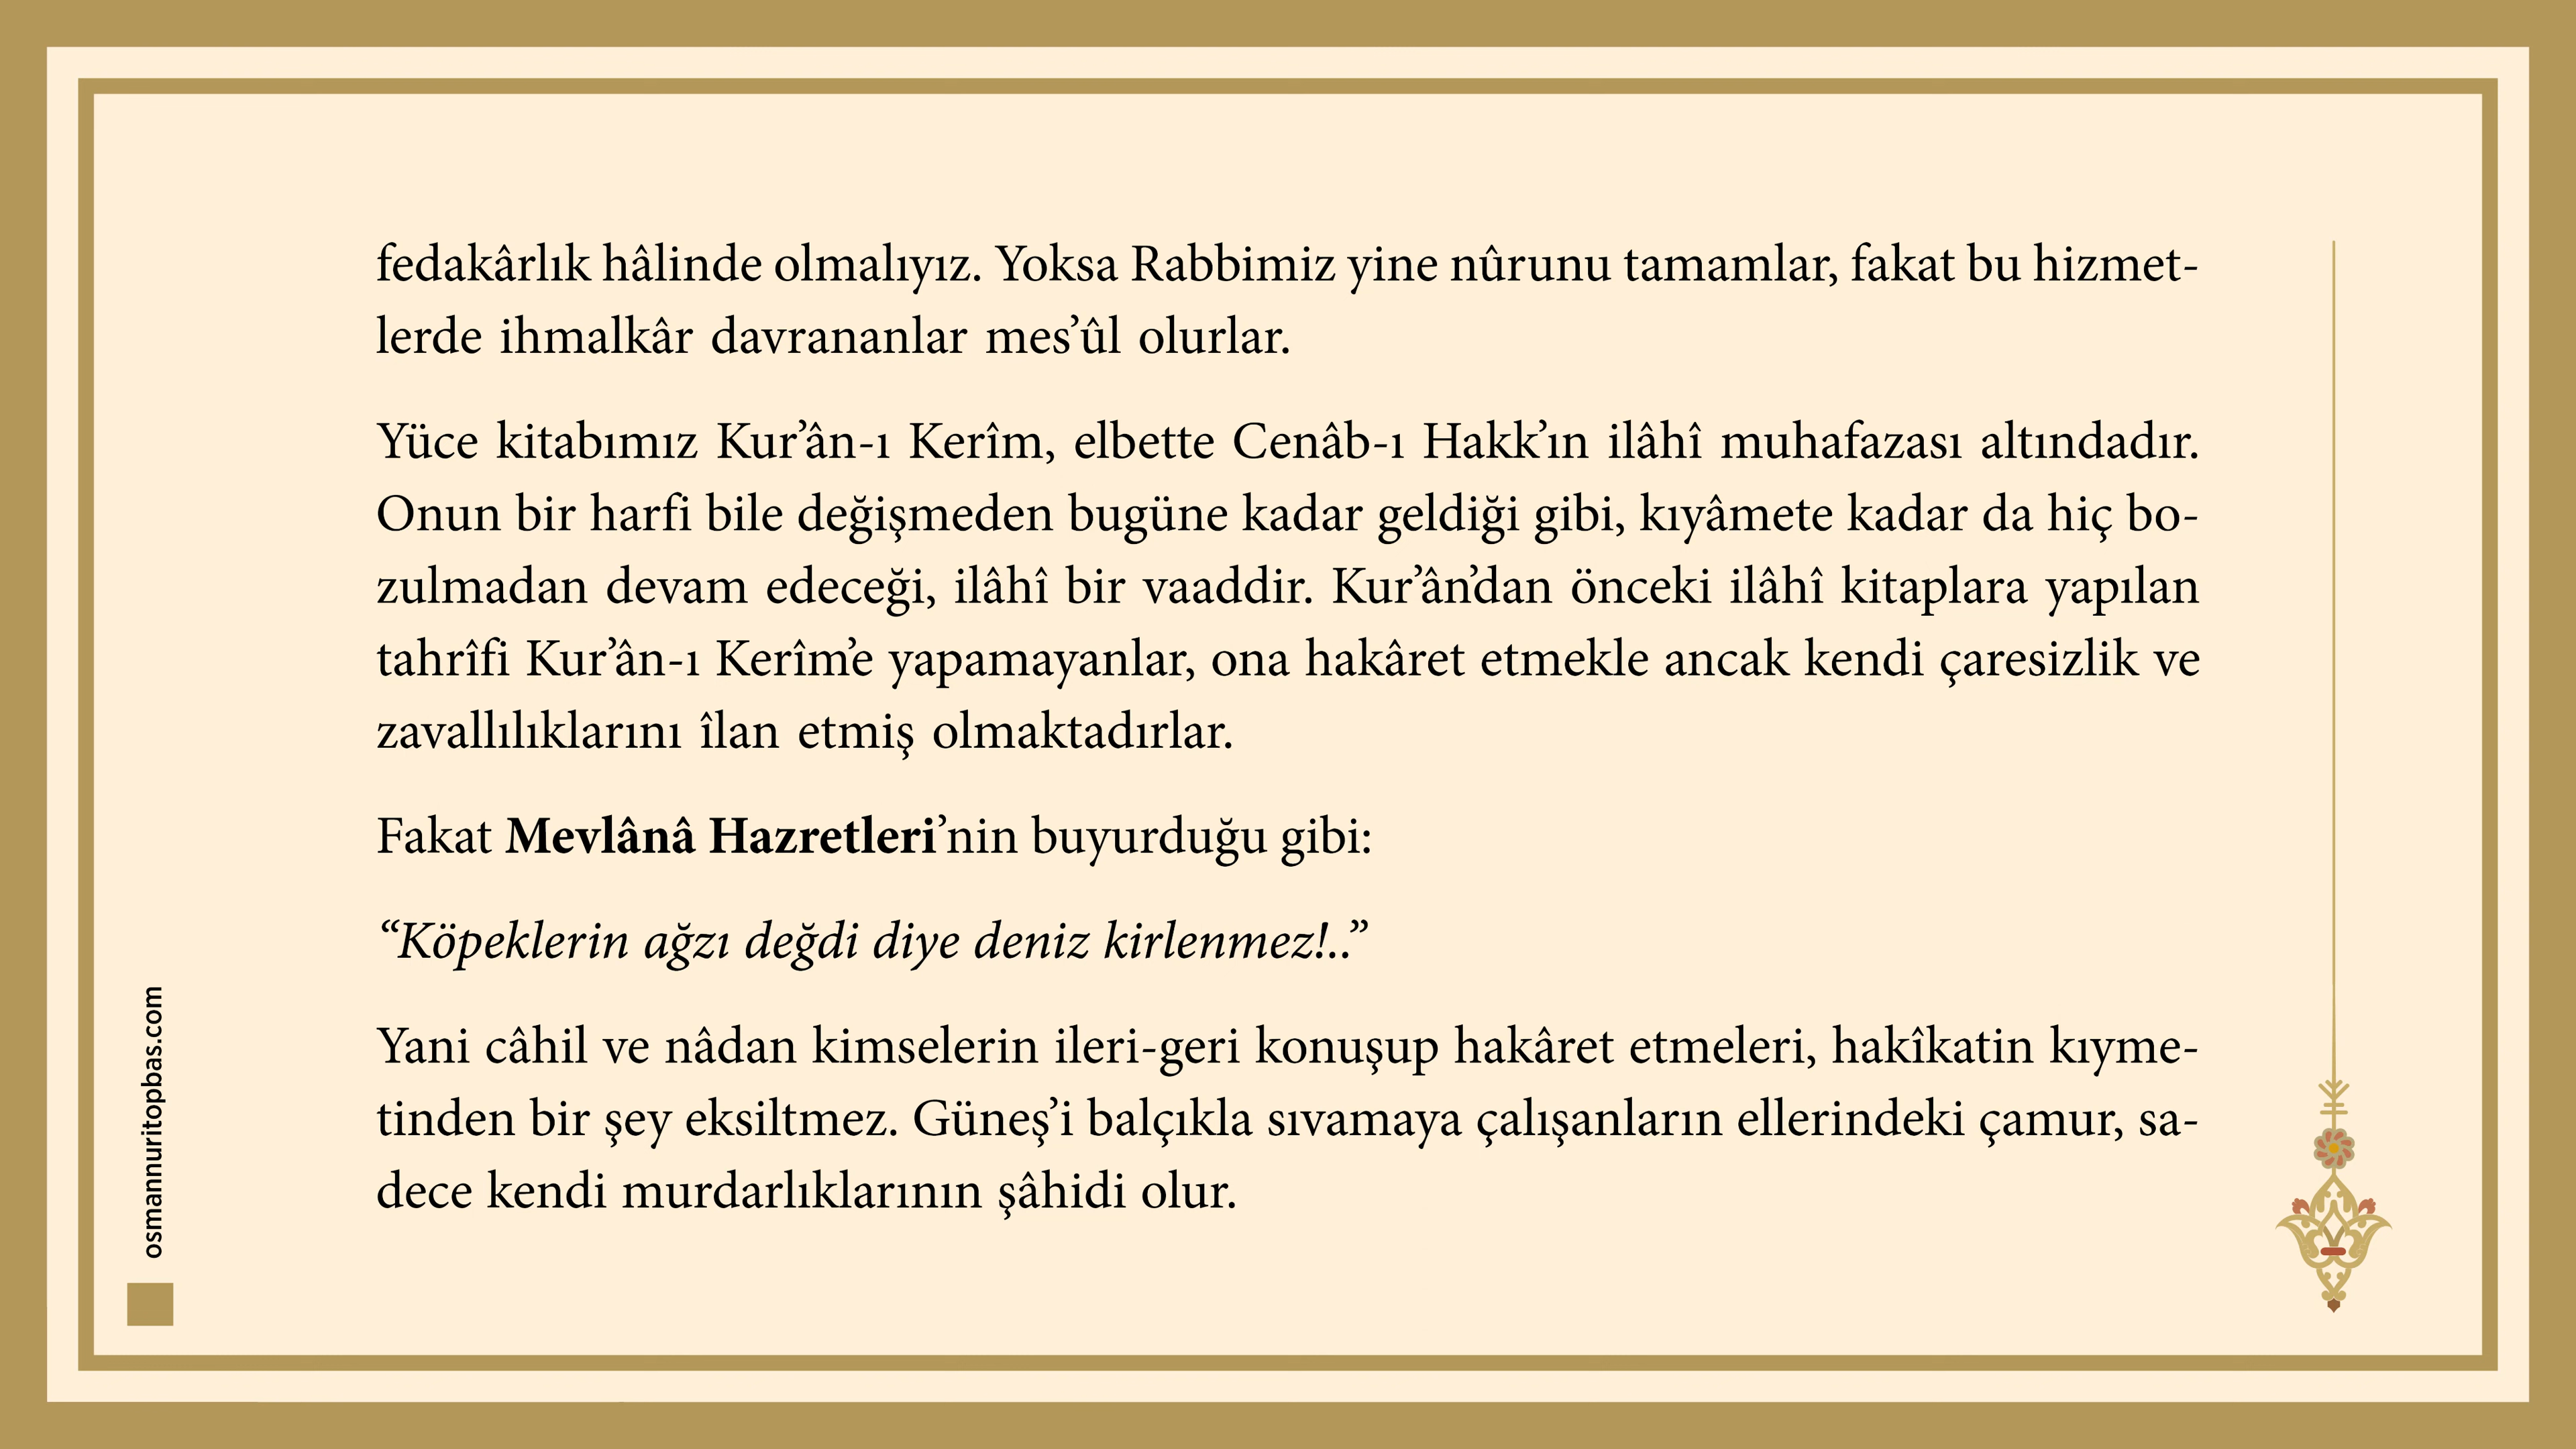 fedakârlık hâlinde olmalıyız. Yoksa Rabbimiz yine nûrunu tamamlar, fakat bu hizmet-
lerde ihmalkâr davrananlar mes’ûl olurlar.
Yüce kitabımız Kur’ân-ı Kerîm, elbette Cenâb-ı Hakk’ın ilâhî muhafazası altındadır.
Onun bir harfi bile değişmeden bugüne kadar geldiği gibi, kıyâmete kadar da hiç bo-
zulmadan devam edeceği, ilâhî bir vaaddir. Kur’ân’dan önceki ilâhî kitaplara yapılan
tahrîfi Kur’ân-ı Kerîm’e yapamayanlar, ona hakâret etmekle ancak kendi çaresizlik ve
zavallılıklarını îlan etmiş olmaktadırlar.
Fakat Mevlânâ Hazretleri’nin buyurduğu gibi:
“Köpeklerin ağzı değdi diye deniz kirlenmez!..”
Yani câhil ve nâdan kimselerin ileri-geri konuşup hakâret etmeleri, hakîkatin kıyme-
tinden bir şey eksiltmez. Güneş’i balçıkla sıvamaya çalışanların ellerindeki çamur, sa-
dece kendi murdarlıklarının şâhidi olur.
osmannuritopbas.com